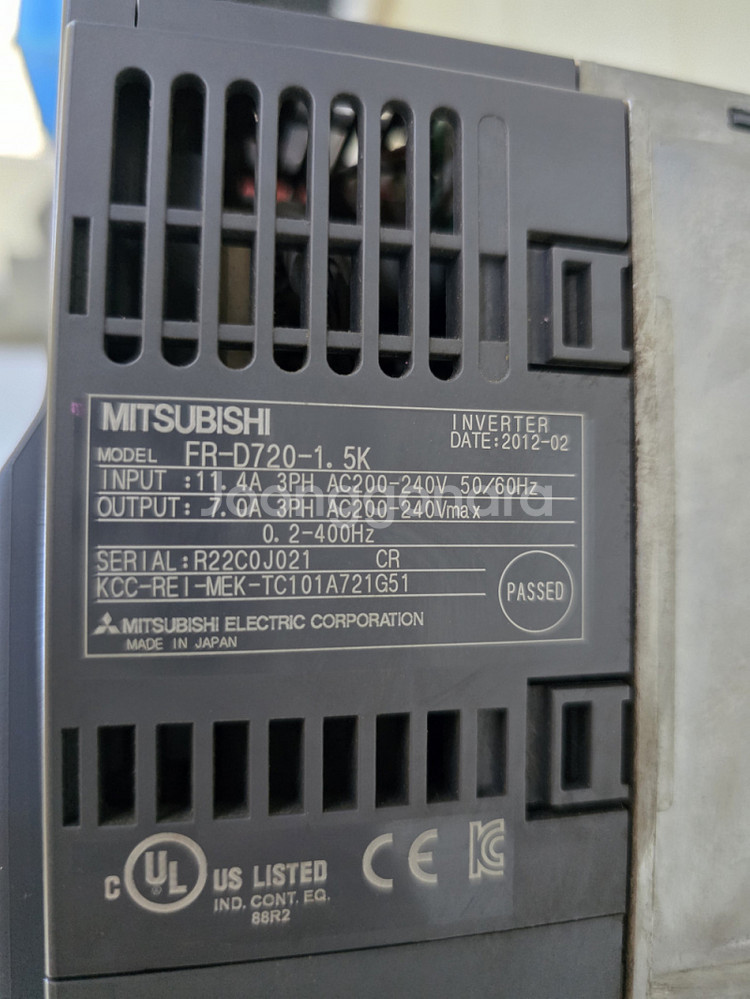 MITSUBISHI
INVERTER
DATE:2012-02
MODEL FR-D720-1.5K
INPUT :11.4A 3PH AC200-240V 50/60Hz
OUTPUT: 7.0A 3PH AC200-240Vmax
0.2-400Hz
SERIAL:R22C0J021 CR
KCC-REI-MEK-TC101A721G51
PASSED
MITSUBISHI ELECTRIC CORPORATION
MADE IN JAPAN
Joonggonara
C UL ® US LISTED
IND. CONT. EQ.
88R2
CE
KC